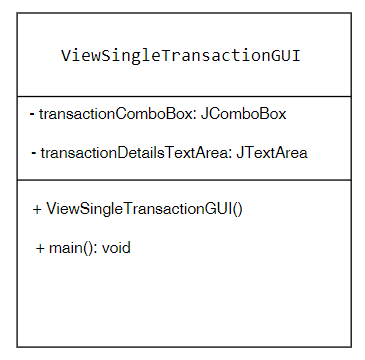 ViewSingleTransactionGUI
- transactionComboBox: JComboBox
- transactionDetailsTextArea: JTextArea
+ ViewSingleTransactionGUI()
+ main(): void